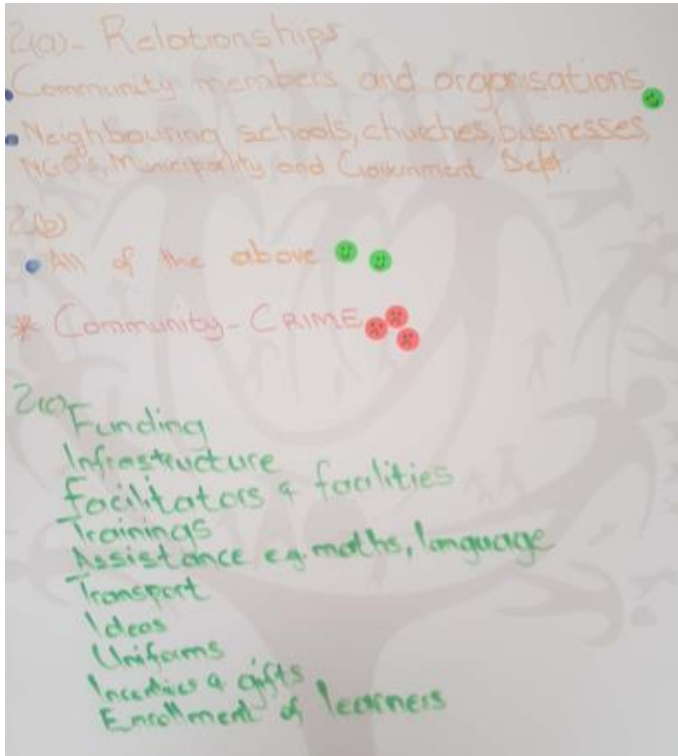 2(a)- Relationships
• Community members and organisations
• Neighbouring schools, churches, businesses,
NGO's, Municipality and Government Dept.
2(b)
• All of the above
* Community - CRIME
2(c)
Funding
Infrastructure
Facilitators & facilities
Trainings
Assistance e.g. maths, language
Transport
Ideas
Uniforms
& gifts
Enrollment of learners